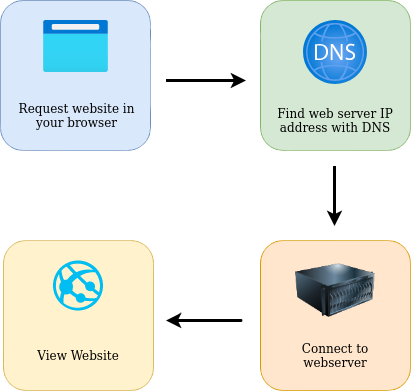 Request website in
your browser
DNS
Find web server IP
address with DNS
View Website
Connect to
webserver